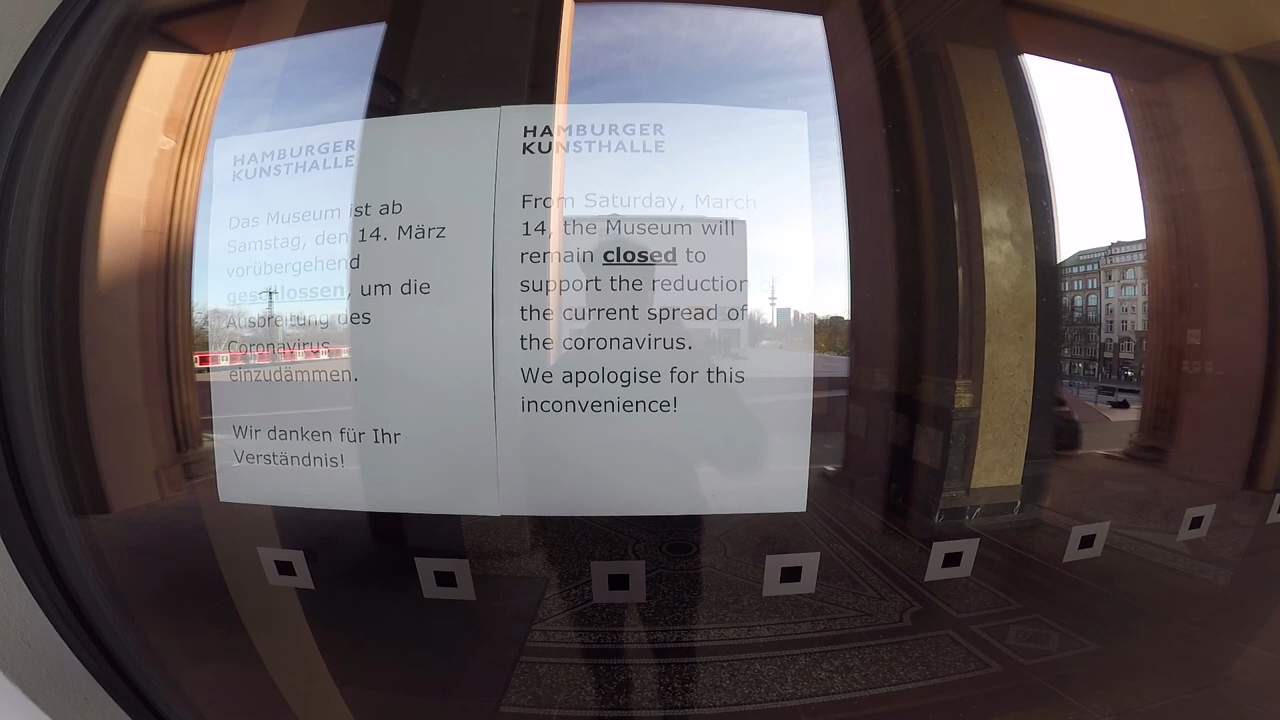 HAMBURGER
KUNSTHALLE
Das Museum ist ab
Samstag, den 14. März
vorübergehend
geschlossen, um die
Ausbreitung des
Coronavirus
einzudämmen.
Wir danken für Ihr
Verständnis!
HAMBURGER
KUNSTHALLE
From Saturday, March
14, the Museum will
remain closed to
support the reduction of
the current spread of
the coronavirus.
We apologise for this
inconvenience!